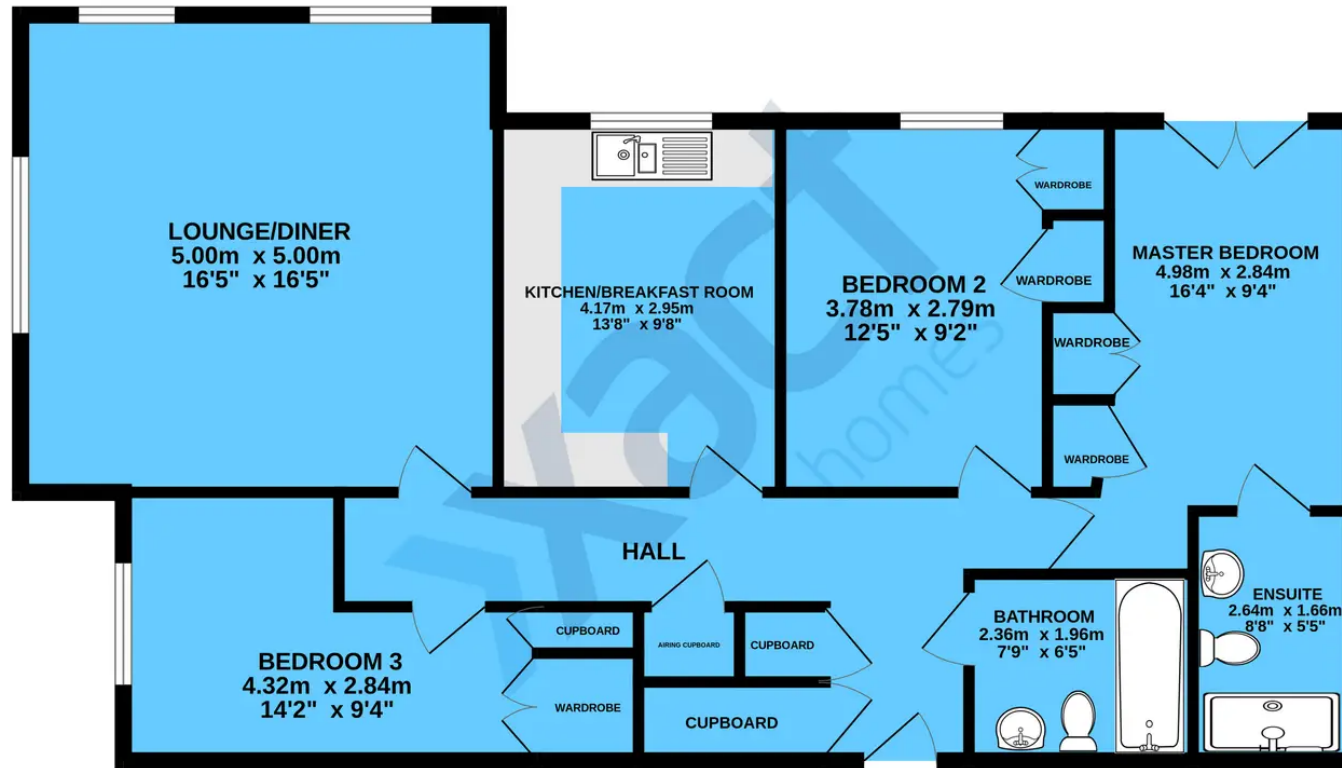 LOUNGE/DINER
5.00m x 5.00m
16'5" x 16'5"
KITCHEN/BREAKFAST ROOM
4.17m x 2.95m
13'8" x 9'8"
BEDROOM 2
3.78m x 2.79m
12'5" x 9'2"
WARDROBE
WARDROBE
MASTER BEDROOM
4.98m x 2.84m
16'4" x 9'4"
WARDROBE
WARDROBE
HALL
BEDROOM 3
4.32m x 2.84m
14'2" x 9'4"
CUPBOARD
WARDROBE
AIRING CUPBOARD
CUPBOARD
CUPBOARD
BATHROOM
2.36m x 1.96m
7'9" x 6'5"
ENSUITE
2.64m x 1.66m
8'8" x 5'5"
xact
homes